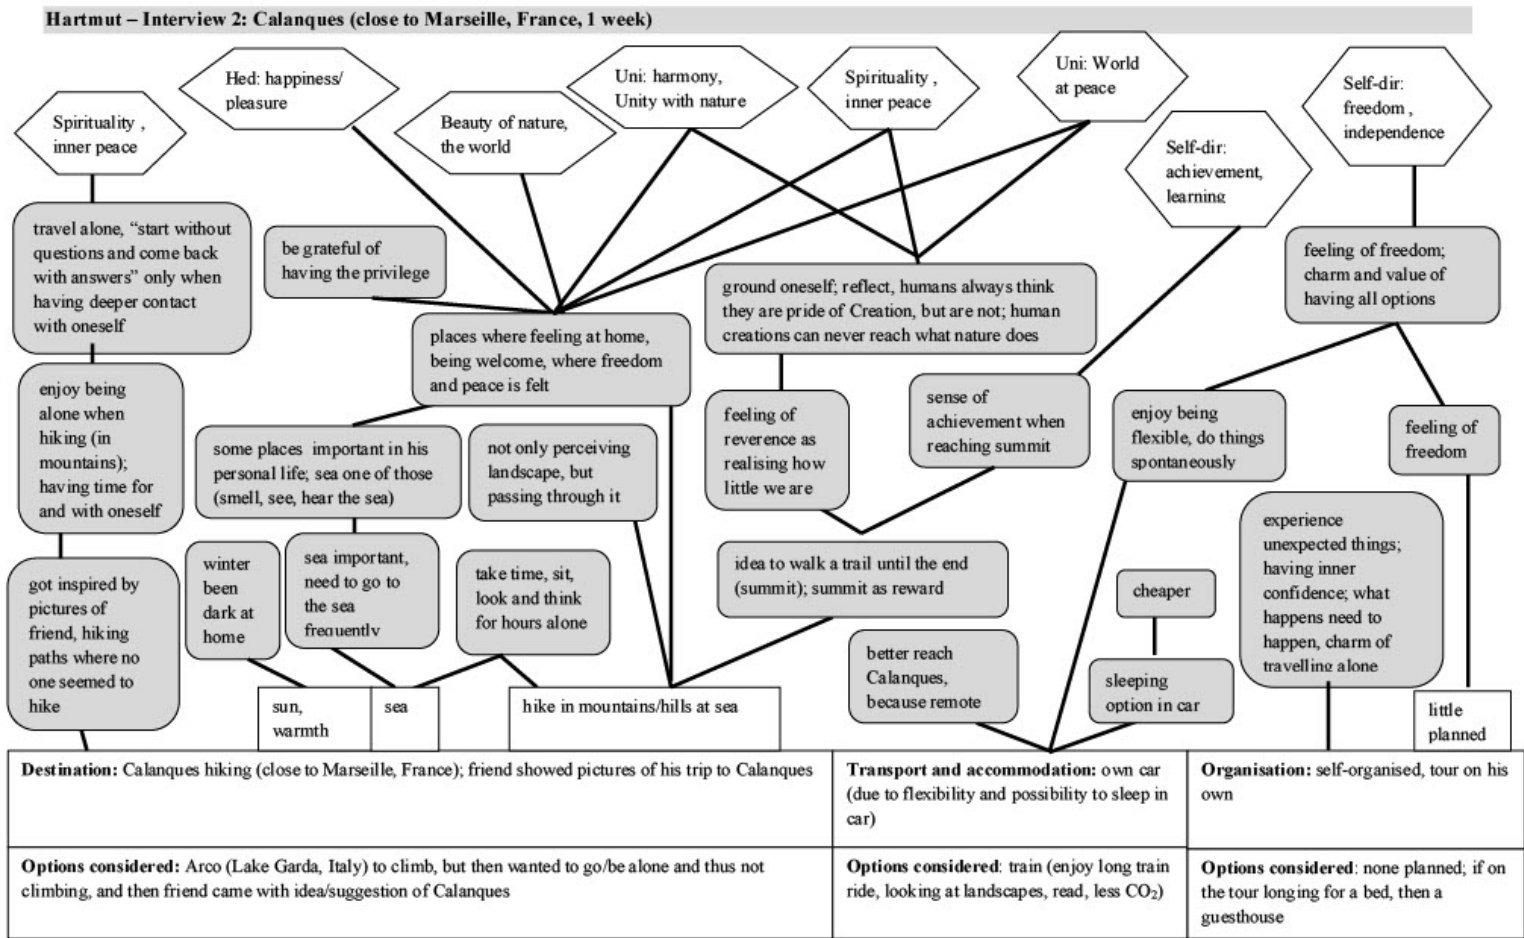 Hartmut – Interview 2: Calanques (close to Marseille, France, 1 week)
Spirituality ,
inner peace
Hed: happiness/
pleasure
Beauty of nature,
the world
Uni: harmony,
Unity with nature
Spirituality ,
inner peace
Uni: World
at peace
Self-dir:
achievement,
learning
Self-dir:
freedom ,
independence
travel alone, “start without
questions and come back
with answers” only when
having deeper contact
with oneself
be grateful of
having the privilege
places where feeling at home,
being welcome, where freedom
and peace is felt
ground oneself; reflect, humans always think
they are pride of Creation, but are not; human
creations can never reach what nature does
feeling of freedom;
charm and value of
having all options
enjoy being
alone when
hiking (in
mountains);
having time for
and with oneself
some places important in his
personal life; sea one of those
(smell, see, hear the sea)
not only perceiving
landscape, but
passing through it
feeling of
reverence as
realising how
little we are
sense of
achievement when
reaching summit
enjoy being
flexible, do things
spontaneously
feeling of
freedom
got inspired by
pictures of
friend, hiking
paths where no
one seemed to
hike
winter
been
dark at
home
sea important,
need to go to
the sea
frequently
take time, sit,
look and think
for hours alone
idea to walk a trail until the end
(summit); summit as reward
better reach
Calanques,
because remote
cheaper
sleeping
option in car
experience
unexpected things;
having inner
confidence; what
happens need to
happen, charm of
travelling alone
sun,
warmth
sea
hike in mountains/hills at sea
little
planned
Destination: Calanques hiking (close to Marseille, France); friend showed pictures of his trip to Calanques
Transport and accommodation: own car
(due to flexibility and possibility to sleep in
car)
Organisation: self-organised, tour on his
own
Options considered: Arco (Lake Garda, Italy) to climb, but then wanted to go/be alone and thus not
climbing, and then friend came with idea/suggestion of Calanques
Options considered: train (enjoy long train
ride, looking at landscapes, read, less CO₂)
Options considered: none planned; if on
the tour longing for a bed, then a
guesthouse